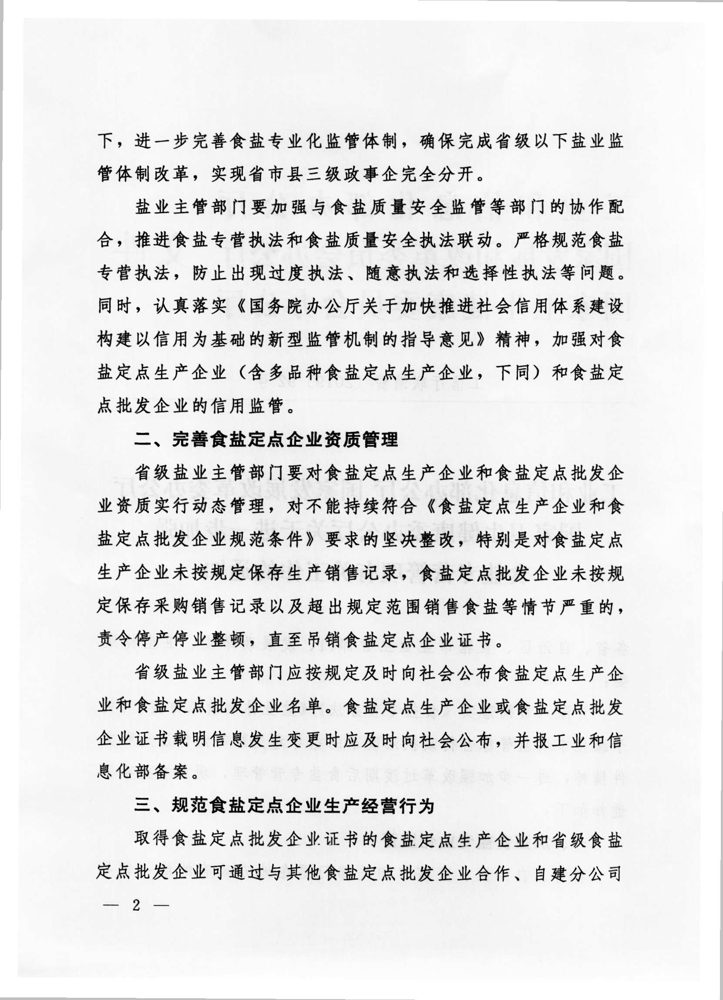 下，进一步完善食盐专业化监管体制，确保完成省级以下盐业监
管体制改革，实现省市县三级政事企完全分开。
盐业主管部门要加强与食盐质量安全监管等部门的协作配
合，推进食盐专营执法和食盐质量安全执法联动。严格规范食盐
专营执法，防止出现过度执法、随意执法和选择性执法等问题。
同时，认真落实《国务院办公厅关于加快推进社会信用体系建设
构建以信用为基础的新型监管机制的指导意见》精神，加强对食
盐定点生产企业（含多品种食盐定点生产企业，下同）和食盐定
点批发企业的信用监管。
二、完善食盐定点企业资质管理
省级盐业主管部门要对食盐定点生产企业和食盐定点批发企
业资质实行动态管理，对不能持续符合《食盐定点生产企业和食
盐定点批发企业规范条件》要求的坚决整改，特别是对食盐定点
生产企业未按规定保存生产销售记录，食盐定点批发企业未按规
定保存采购销售记录以及超出规定范围销售食盐等情节严重的，
责令停产停业整顿，直至吊销食盐定点企业证书。
省级盐业主管部门应按规定及时向社会公布食盐定点生产企
业和食盐定点批发企业名单。食盐定点生产企业或食盐定点批发
企业证书载明信息发生变更时应及时向社会公布，并报工业和信
息化部备案。
三、规范食盐定点企业生产经营行为
取得食盐定点批发企业证书的食盐定点生产企业和省级食盐
定点批发企业可通过与其他食盐定点批发企业合作、自建分公司
— 2 —